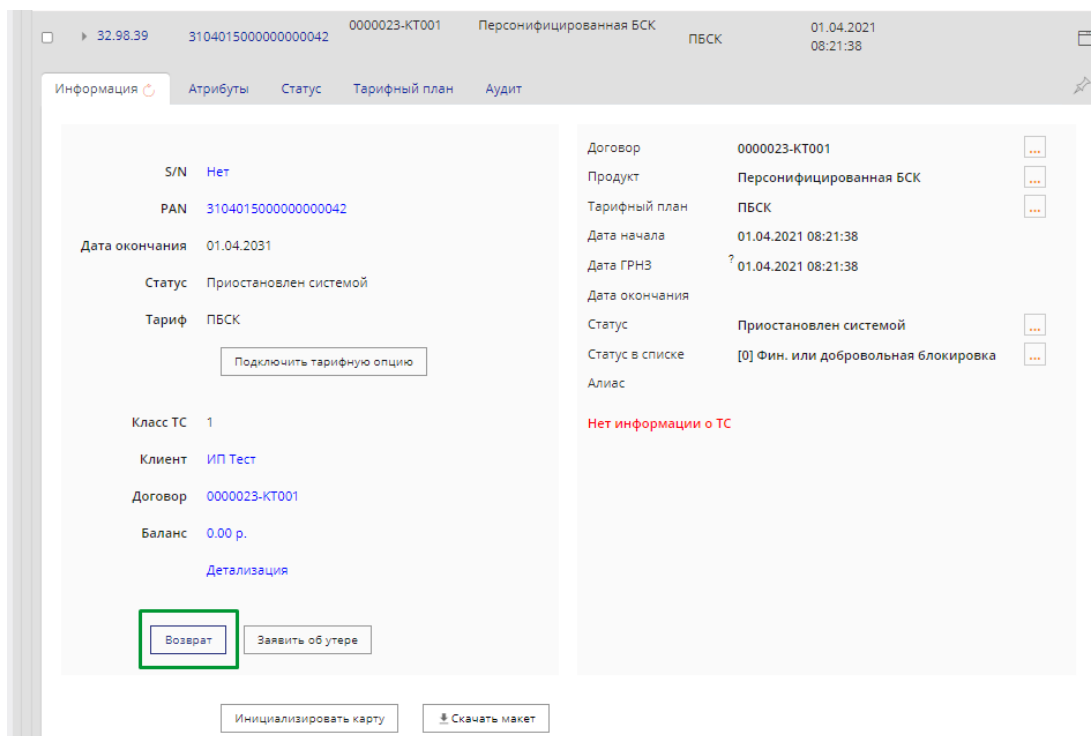 32.98.39 3104015000000000042 0000023-КТ001 Персонифицированная БСК ПБСК 01.04.2021
08:21:38
Информация Атрибуты Статус Тарифный план Аудит
S/N Нет
PAN 3104015000000000042
Дата окончания 01.04.2031
Статус Приостановлен системой
Тариф ПБСК
Подключить тарифную опцию
Класс ТС 1
Клиент ИП Тест
Договор 0000023-КТ001
Баланс 0.00 р.
Детализация
Возврат Заявить об утере
Договор 0000023-КТ001 ...
Продукт Персонифицированная БСК ...
Тарифный план ПБСК ...
Дата начала 01.04.2021 08:21:38
Дата ГРНЗ ? 01.04.2021 08:21:38
Дата окончания
Статус Приостановлен системой ...
Статус в списке [0] Фин. или добровольная блокировка ...
Алиас
Нет информации о ТС
Инициализировать карту Скачать макет